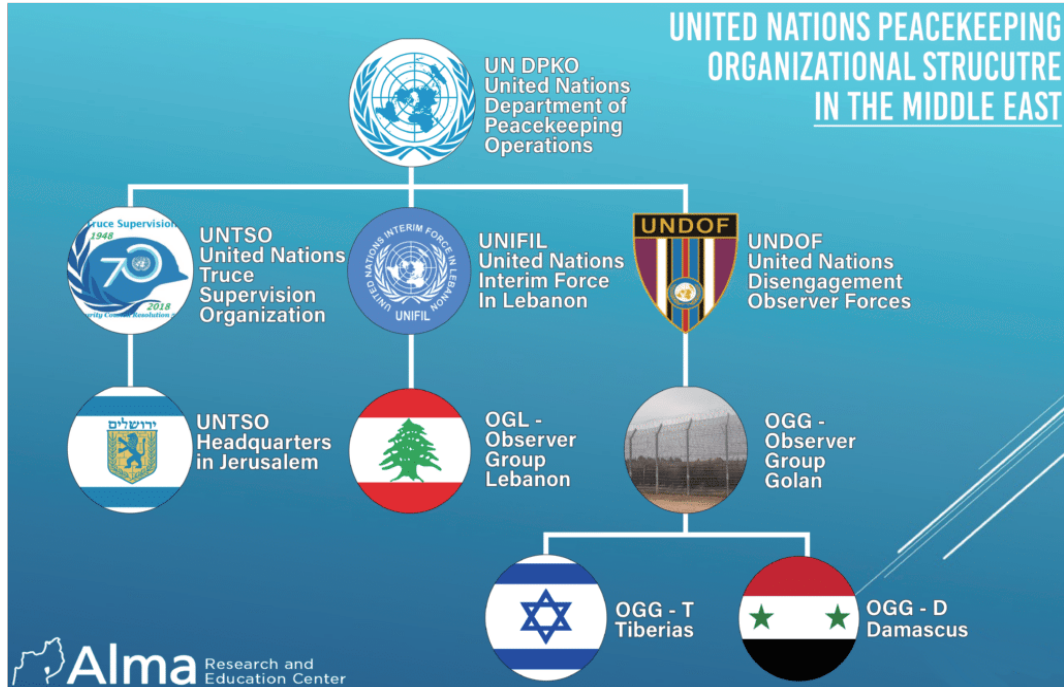 UNITED NATIONS PEACEKEEPING
ORGANIZATIONAL STRUCUTRE
IN THE MIDDLE EAST
UN DPKO
United Nations
Department of
Peacekeeping
Operations
Truce Supervision
1948
70
2018
UNTSO
United Nations
Truce
Supervision
Organization
UNITED NATIONS INTERIM FORCE IN LEBANON
UNIFIL
UNIFIL
United Nations
Interim Force
In Lebanon
UNDOF
UNDOF
United Nations
Disengagement
Observer Forces
ירושלים
UNTSO
Headquarters
in Jerusalem
OGL -
Observer
Group
Lebanon
OGG -
Observer
Group
Golan
OGG - T
Tiberias
OGG - D
Damascus
Alma Research and
Education Center